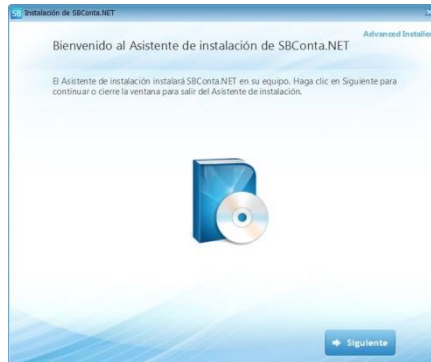 SB Instalación de SBConta.NET
Advanced Installer
Bienvenido al Asistente de instalación de SBConta.NET
El Asistente de instalación instalará SBConta.NET en su equipo. Haga clic en Siguiente para
continuar o cierre la ventana para salir del Asistente de instalación.
Siguiente